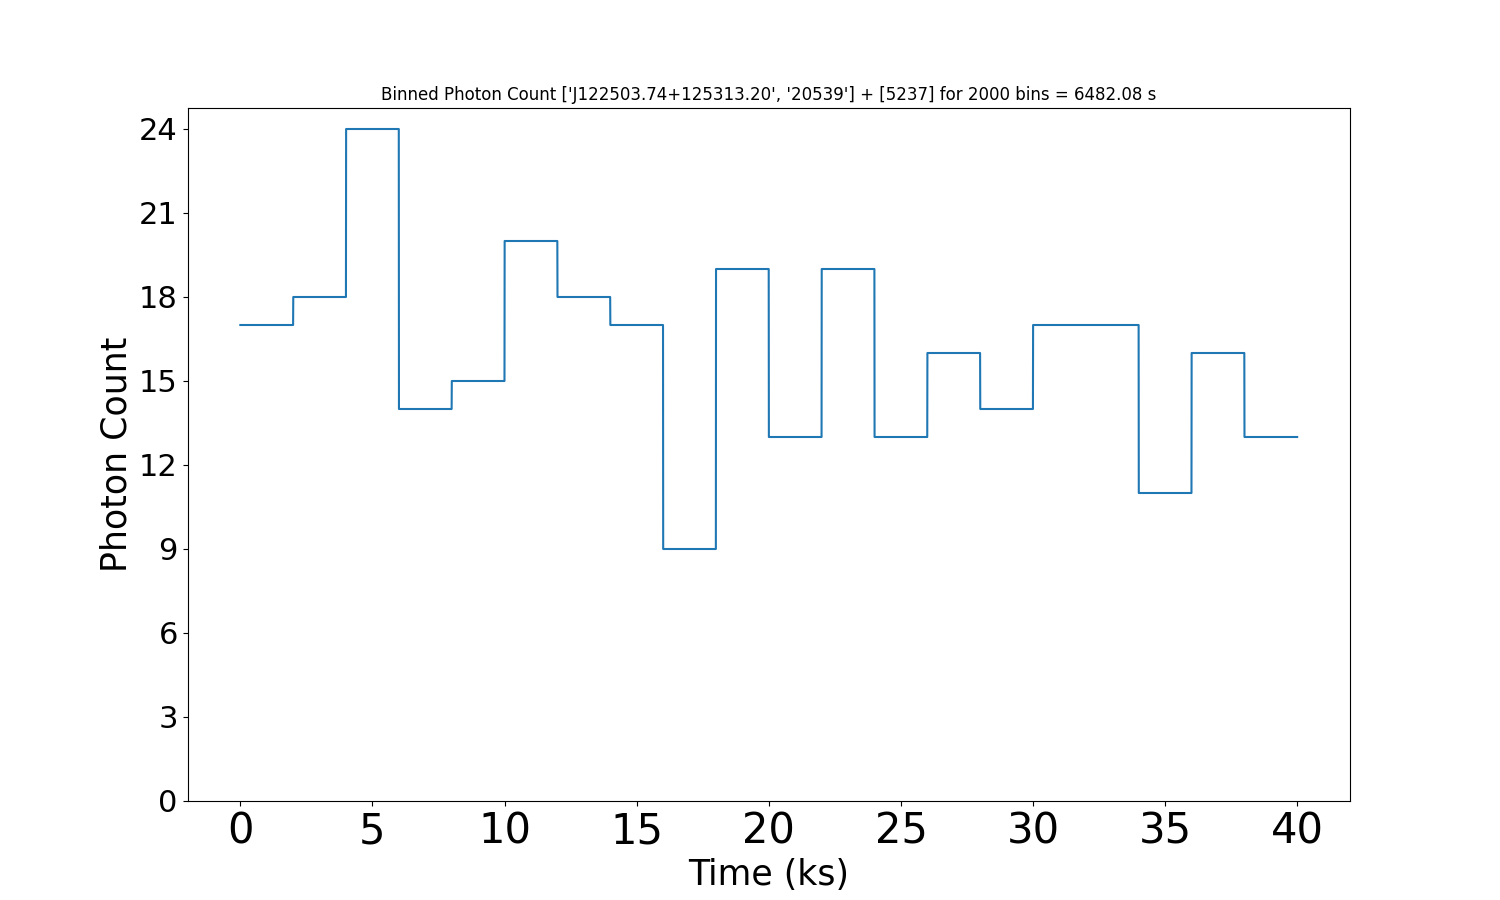 Binned Photon Count ['J122503.74+125313.20', '20539'] + [5237] for 2000 bins = 6482.08 s
24
21
18
15
12
9
6
3
0
Photon Count
0 5 10 15 20 25 30 35 40
Time (ks)